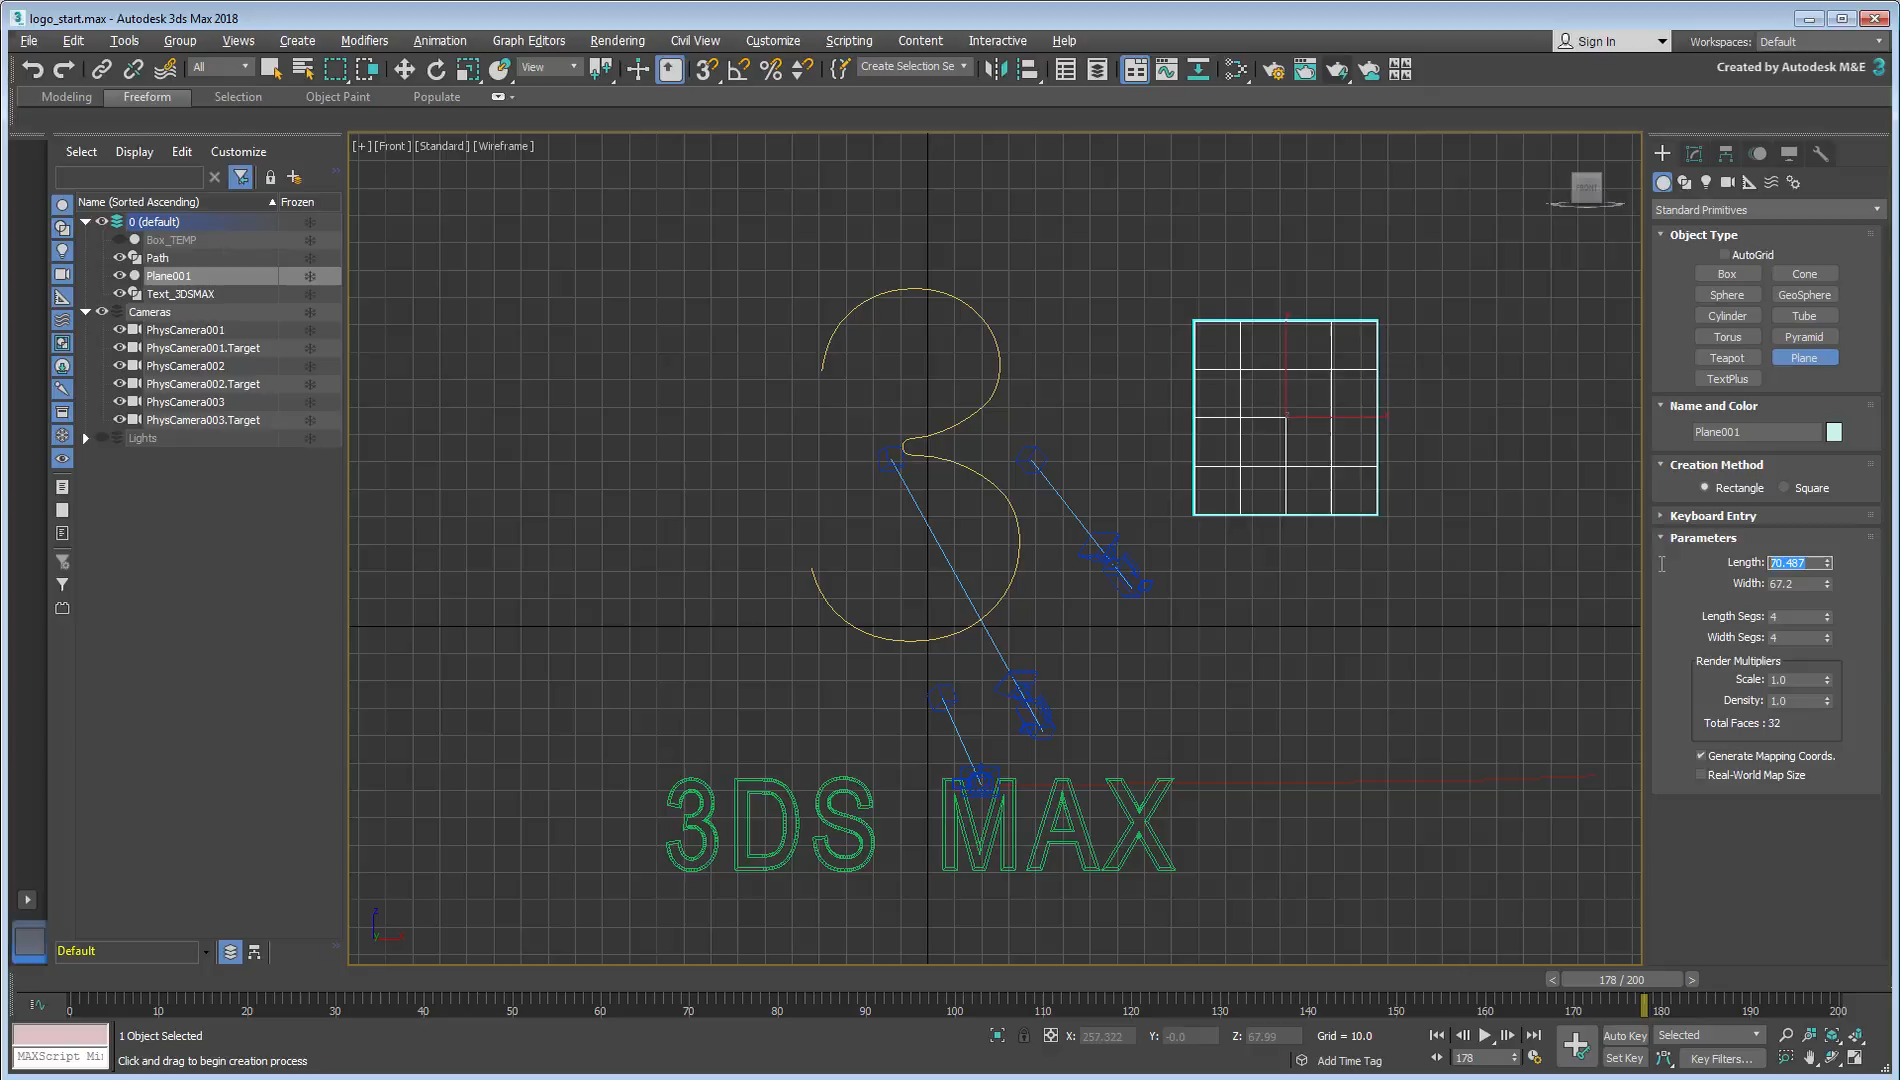 logo_start.max - Autodesk 3ds Max 2018
File Edit Tools Group Views Create Modifiers Animation Graph Editors Rendering Civil View Customize Scripting Content Interactive Help
Sign In Workspaces: Default
All View Create Selection Se Created by Autodesk M&E 3
Modeling Freeform Selection Object Paint Populate
Select Display Edit Customize
[+] [Front] [Standard] [Wireframe]
FRONT
Name (Sorted Ascending) Frozen
0 (default)
Box_TEMP
Path
Plane001
Text_3DSMAX
Cameras
PhysCamera001
PhysCamera001.Target
PhysCamera002
PhysCamera002.Target
PhysCamera003
PhysCamera003.Target
Lights
3DS MAX
Standard Primitives
Object Type
AutoGrid
Box Cone
Sphere GeoSphere
Cylinder Tube
Torus Pyramid
Teapot Plane
TextPlus
Name and Color
Plane001
Creation Method
Rectangle Square
Keyboard Entry
Parameters
Length: 70.487
Width: 67.2
Length Segs: 4
Width Segs: 4
Render Multipliers
Scale: 1.0
Density: 1.0
Total Faces : 32
Generate Mapping Coords.
Real-World Map Size
Default
< 178 / 200 >
0 10 20 30 40 50 60 70 80 90 100 110 120 130 140 150 160 170 180 190 200
1 Object Selected X: 257.322 Y: -0.0 Z: 67.99 Grid = 10.0 Auto Key Selected
MAXScript Mi Click and drag to begin creation process Add Time Tag 178 Set Key Key Filters...